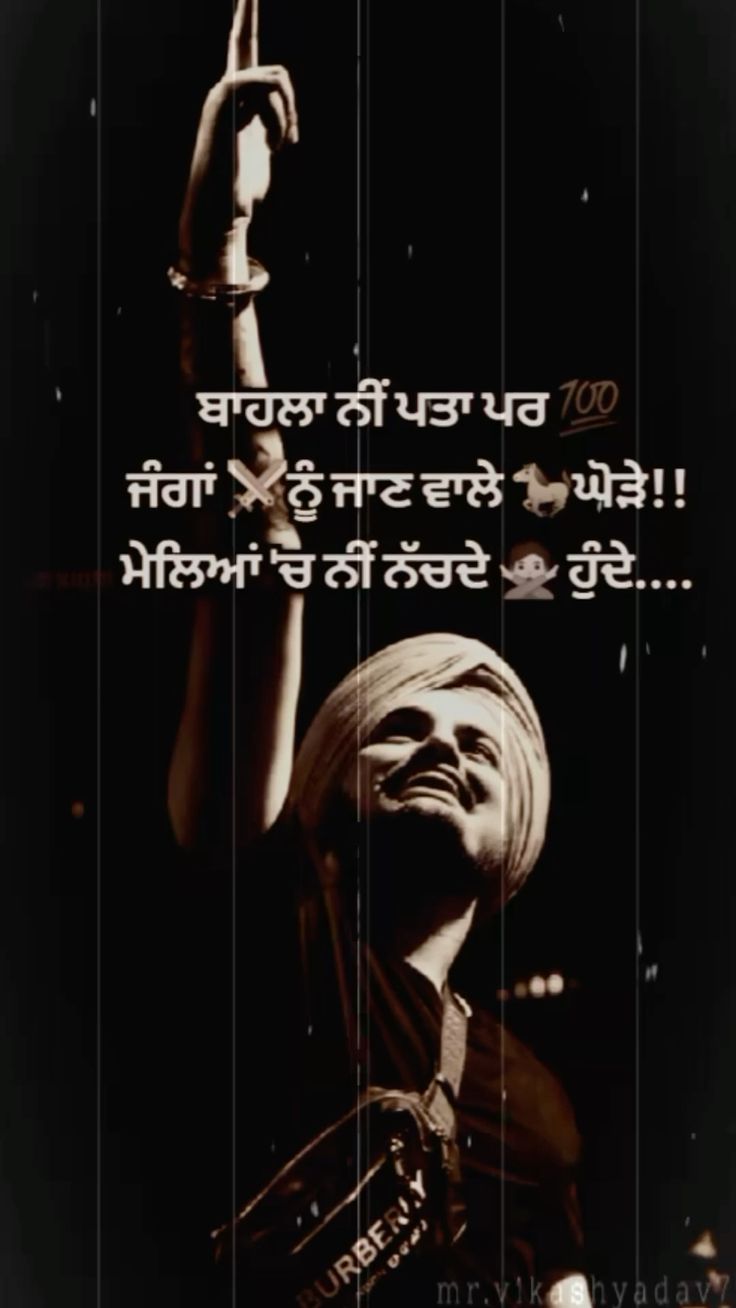 ਬਾਹਲਾ ਨੀਂ ਪਤਾ ਪਰ 💯
ਜੰਗਾਂ ⚔️ਨੂੰ ਜਾਣ ਵਾਲੇ 🐎ਘੋੜੇ!!
ਮੇਲਿਆਂ 'ਚ ਨੀਂ ਨੱਚਦੇ 🙅 ਹੁੰਦੇ....
BURBERRY
mr.vikashyadav7